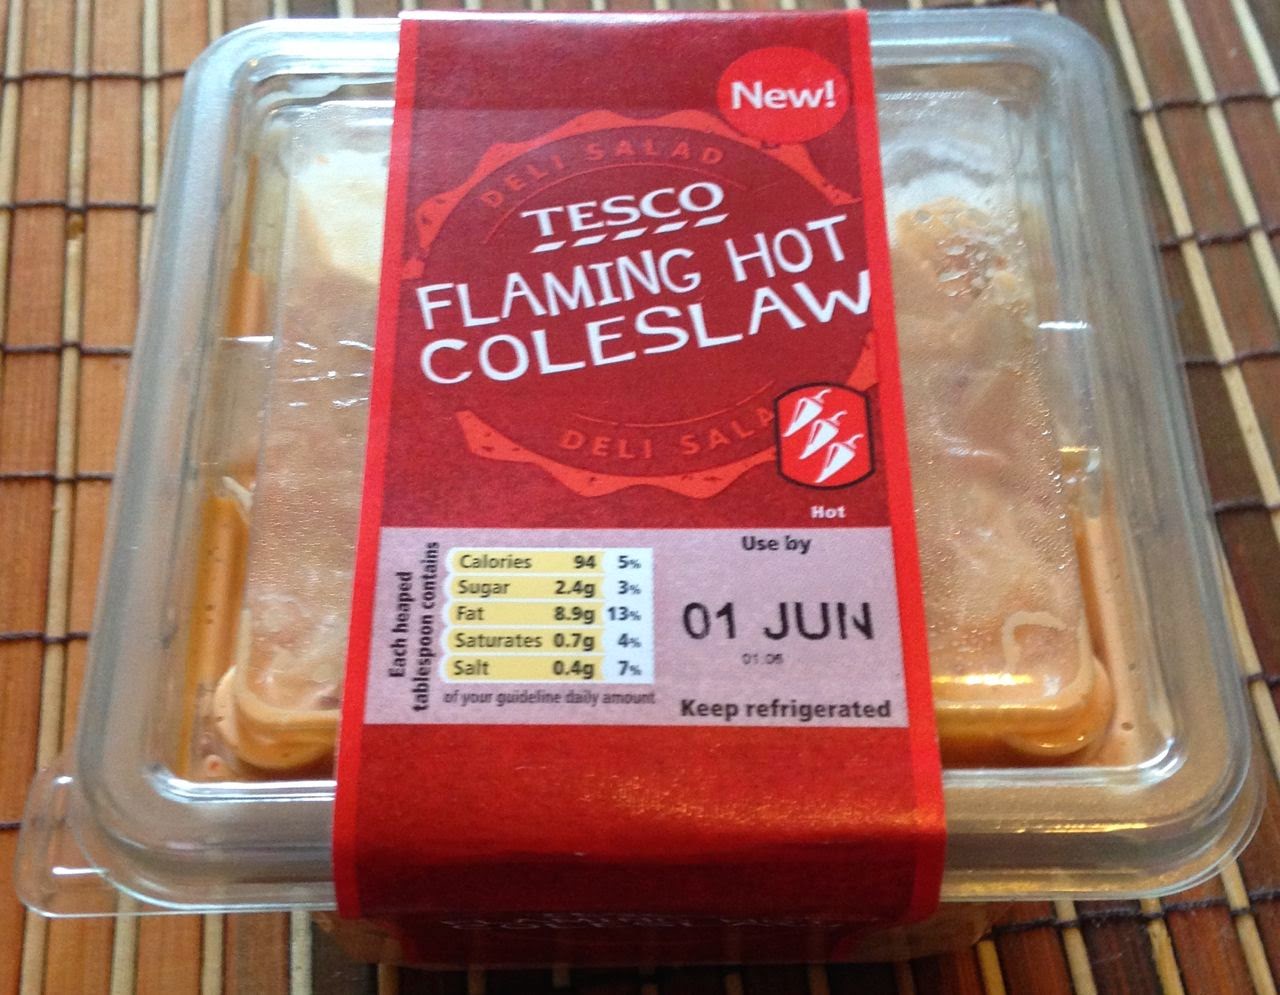 New!
DELI SALAD
TESCO
FLAMING HOT
COLESLAW
DELI SALA
Hot
Each heaped
tablespoon contains
Calories 94 5%
Sugar 2.4g 3%
Fat 8.9g 13%
Saturates 0.7g 4%
Salt 0.4g 7%
of your guideline daily amount
Use by
01 JUN
01.06
Keep refrigerated